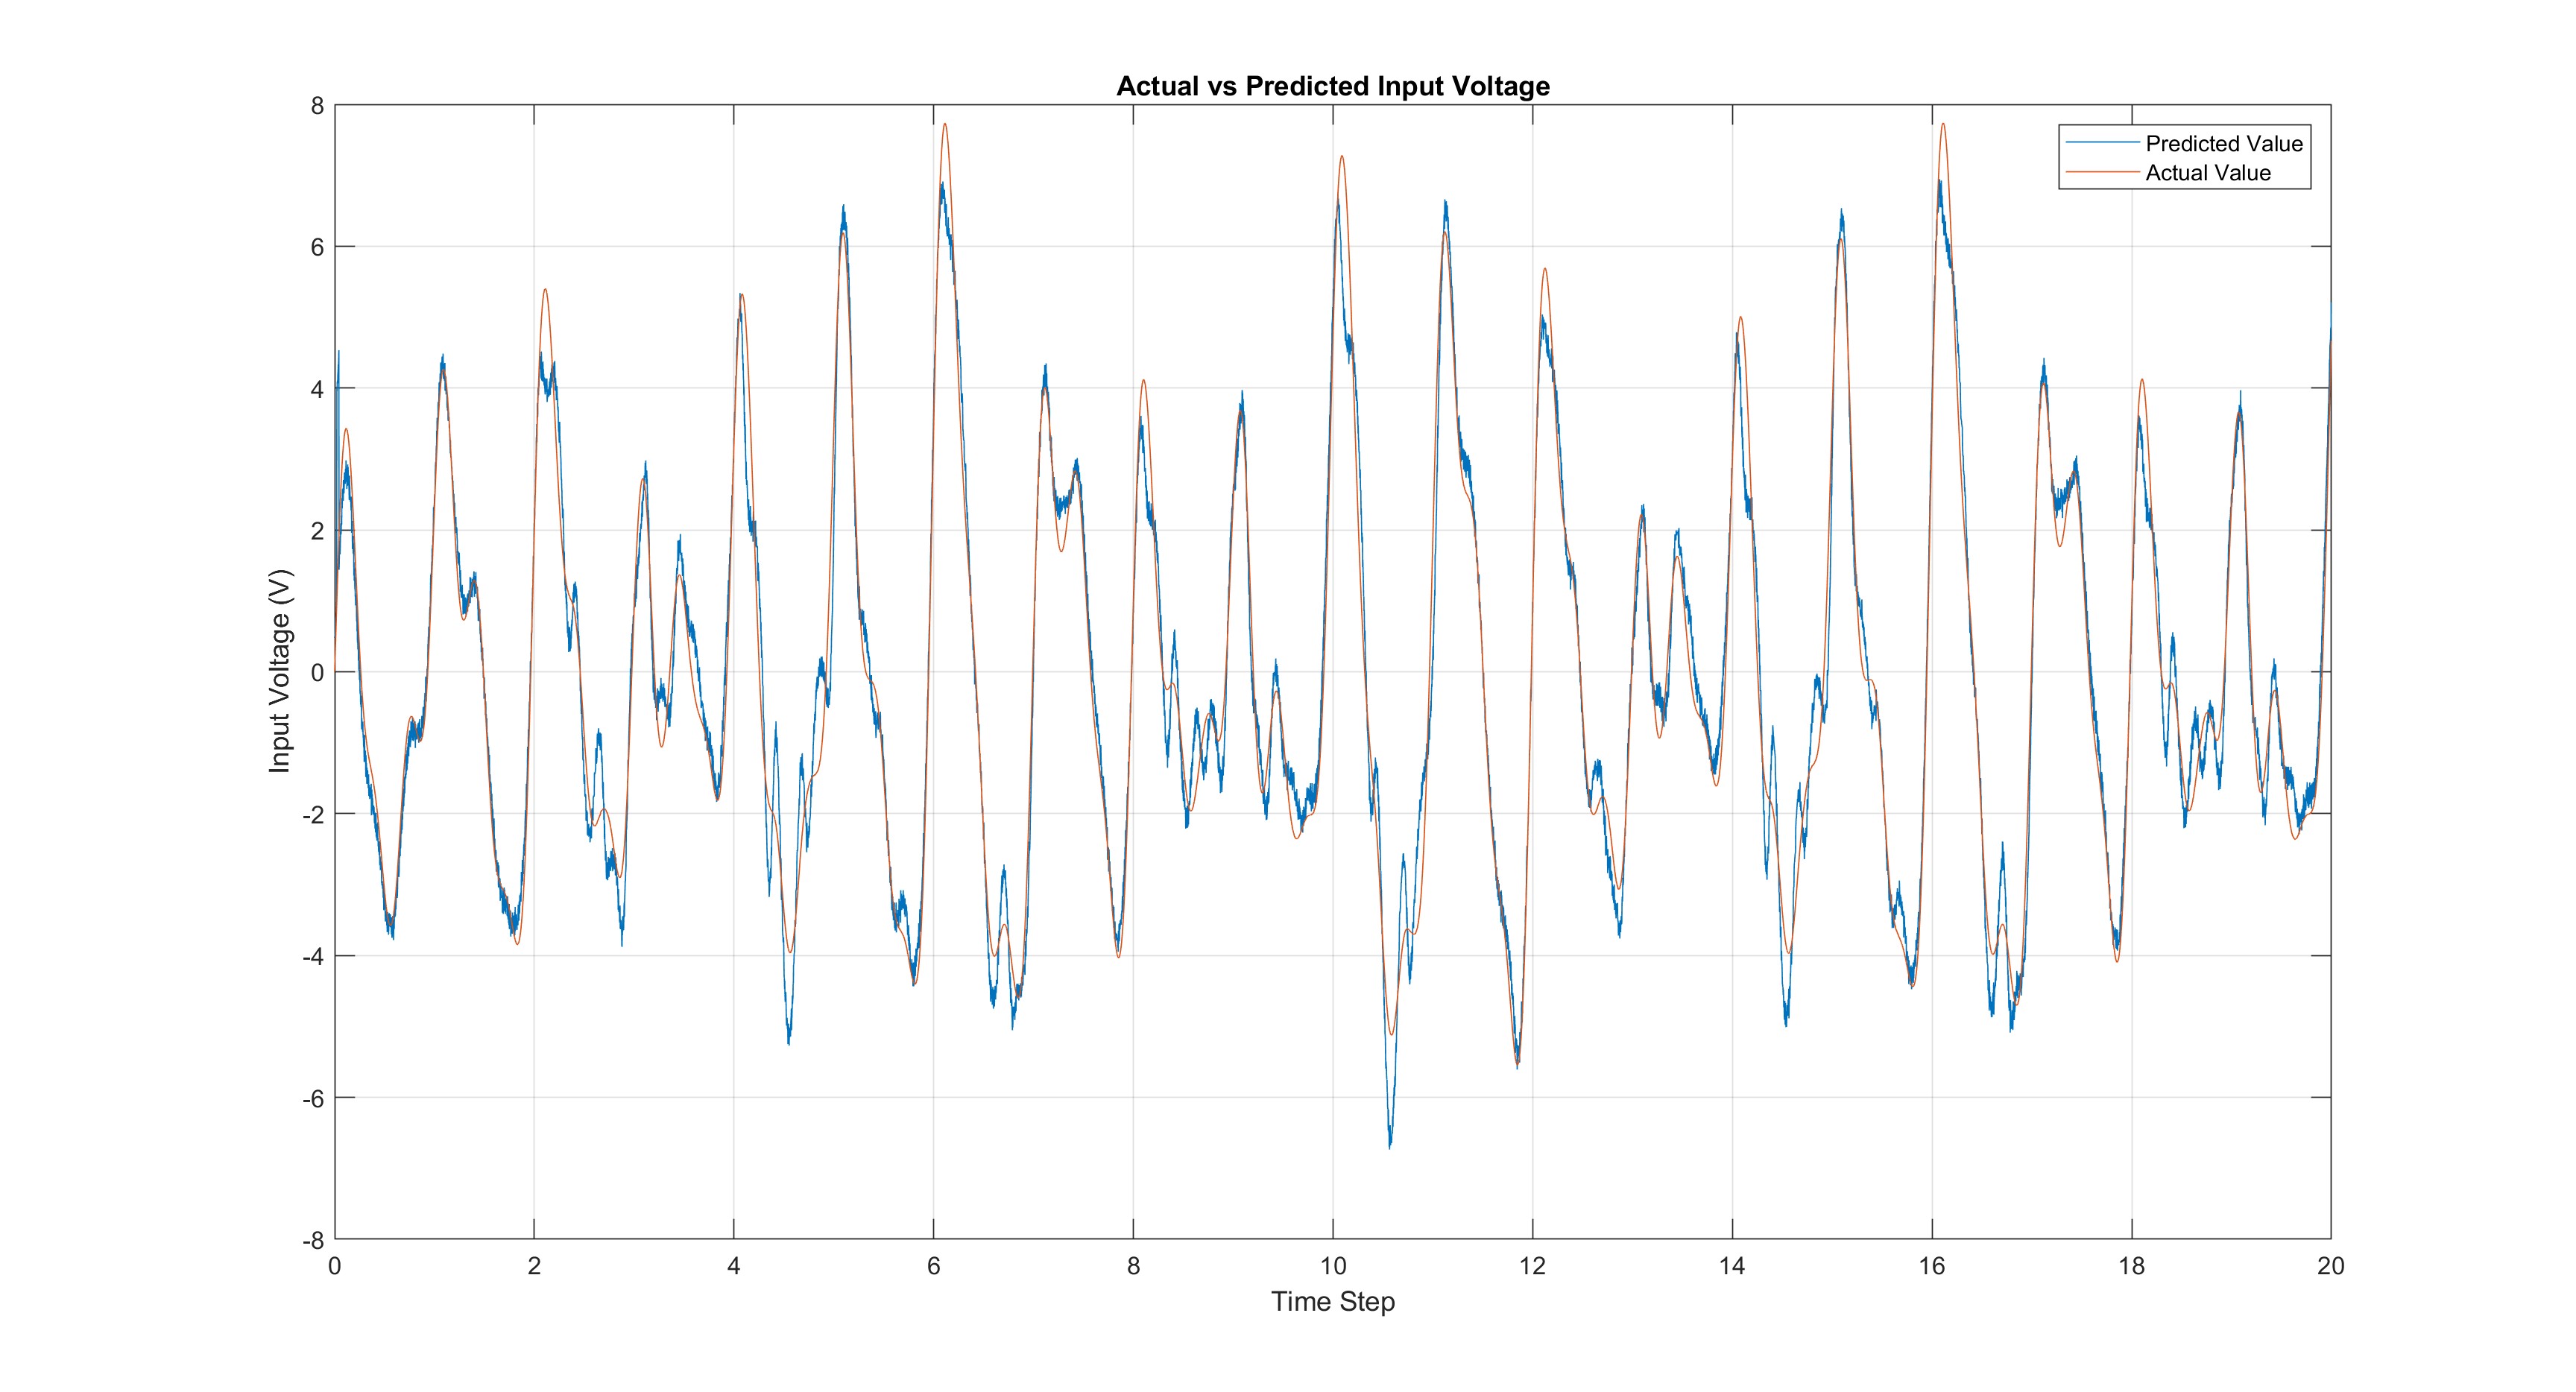 Actual vs Predicted Input Voltage
Predicted Value
Actual Value
8
6
4
2
0
-2
-4
-6
-8
Input Voltage (V)
0 2 4 6 8 10 12 14 16 18 20
Time Step